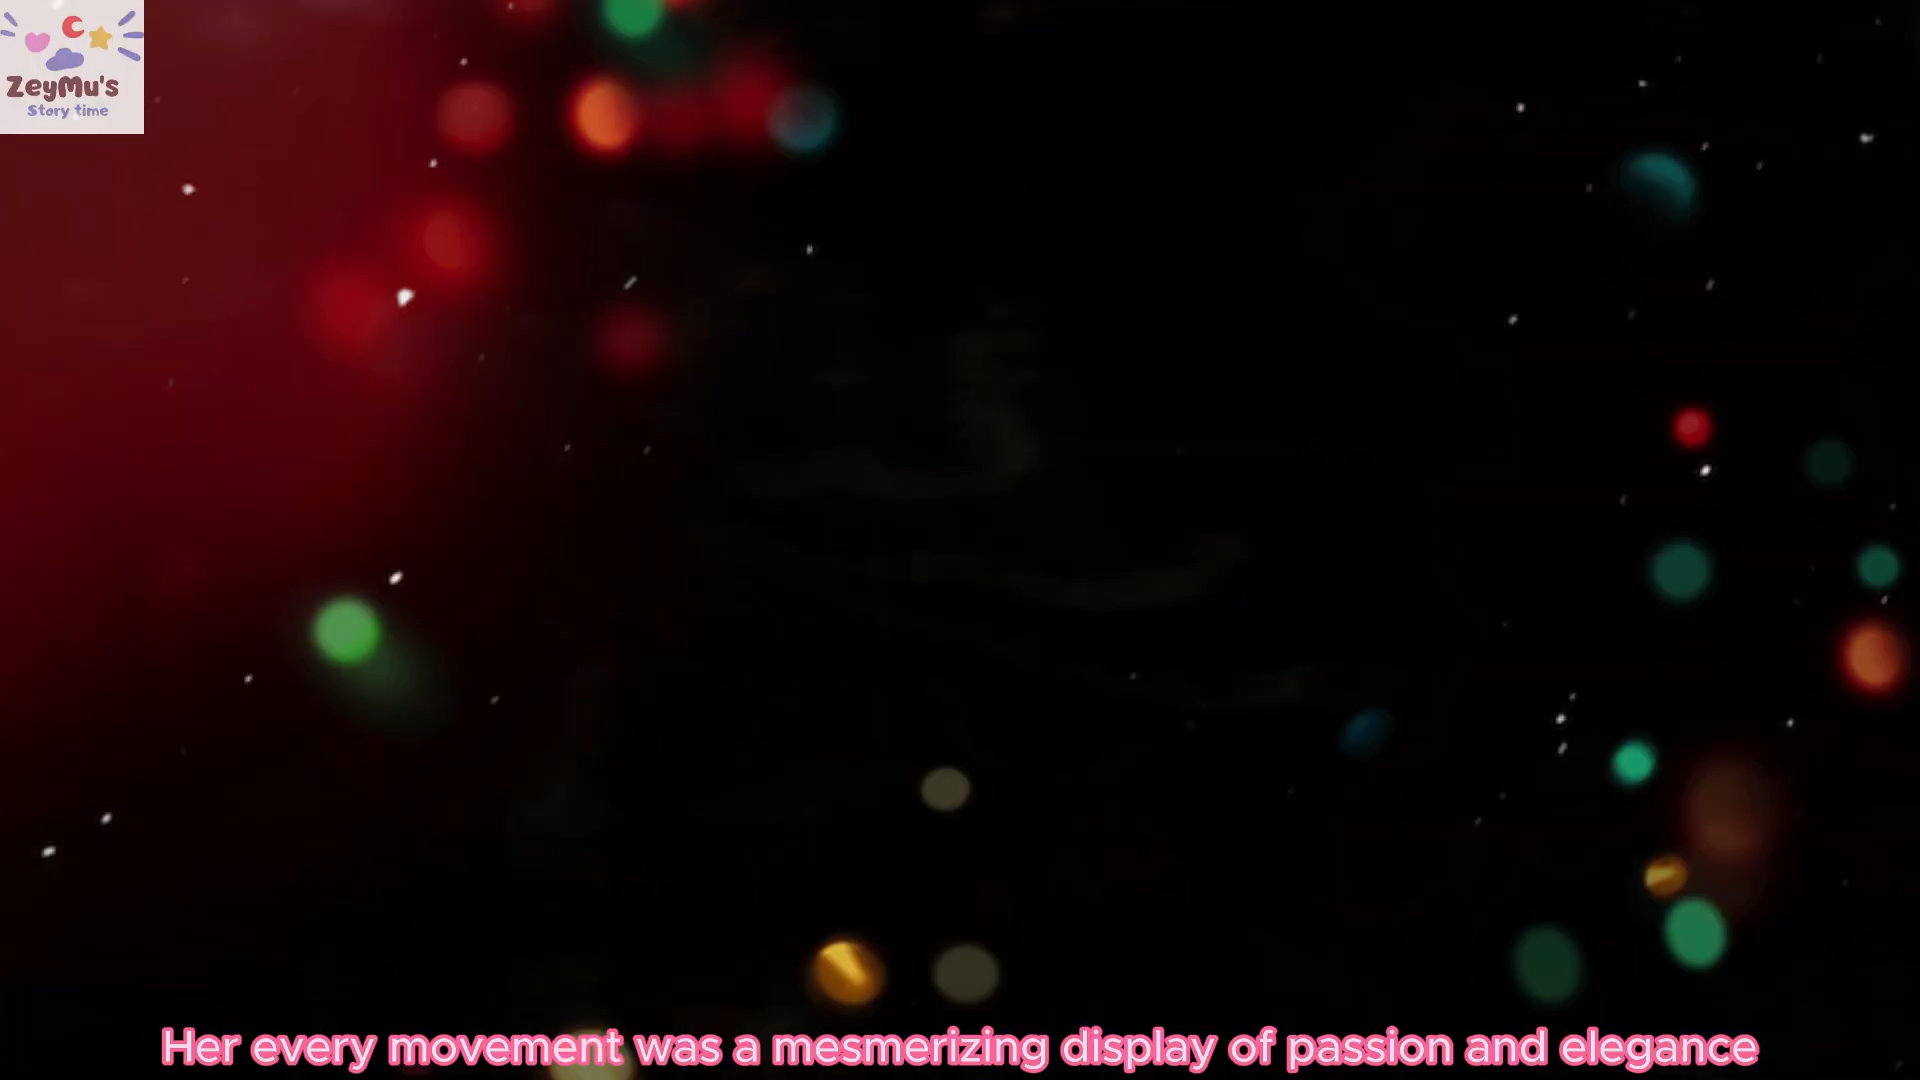 ZeyMu's
Story time
Her every movement was a mesmerizing display of passion and elegance